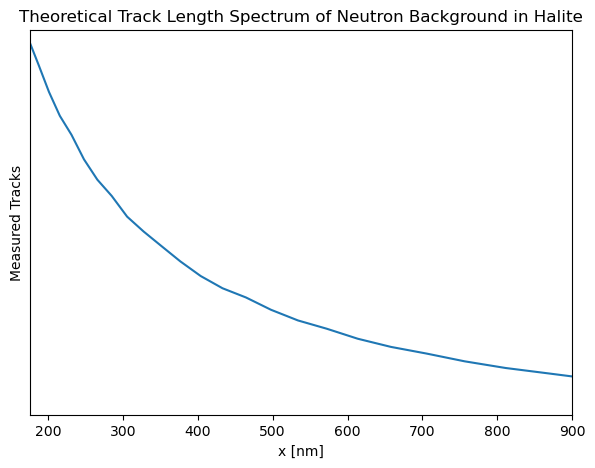 Theoretical Track Length Spectrum of Neutron Background in Halite
Measured Tracks
200 300 400 500 600 700 800 900
x [nm]